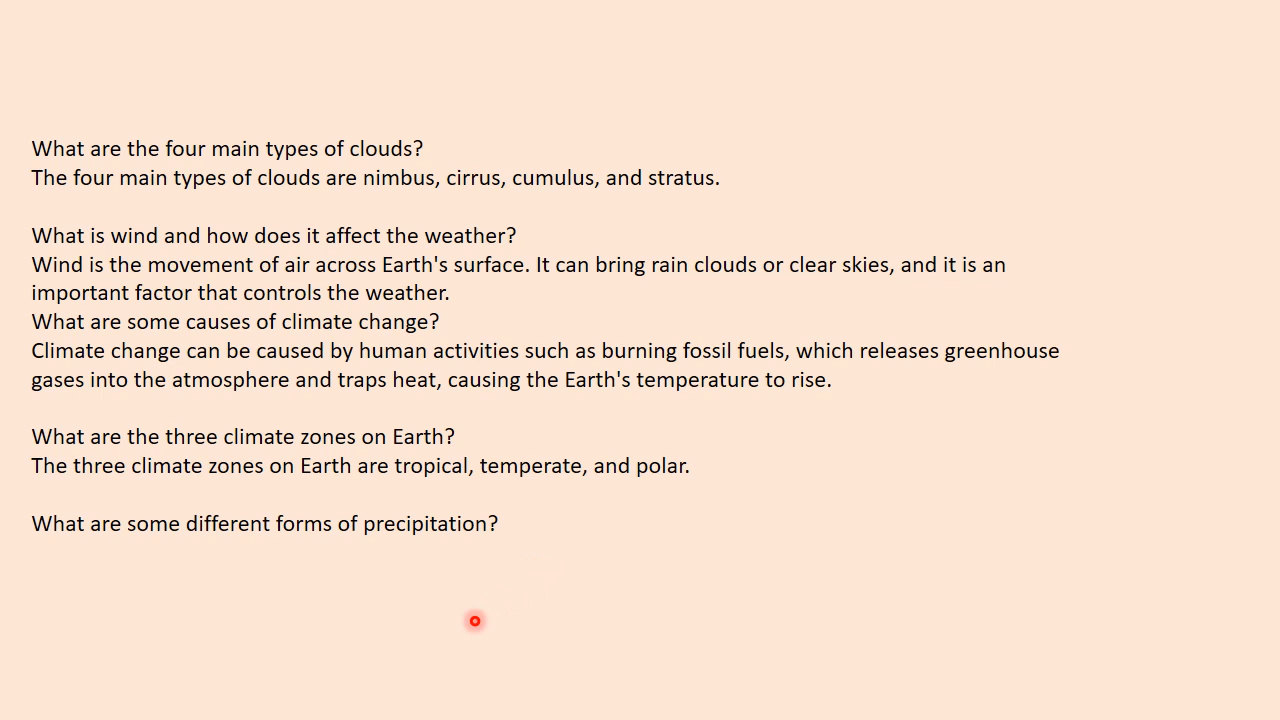 What are the four main types of clouds?
The four main types of clouds are nimbus, cirrus, cumulus, and stratus.
What is wind and how does it affect the weather?
Wind is the movement of air across Earth's surface. It can bring rain clouds or clear skies, and it is an
important factor that controls the weather.
What are some causes of climate change?
Climate change can be caused by human activities such as burning fossil fuels, which releases greenhouse
gases into the atmosphere and traps heat, causing the Earth's temperature to rise.
What are the three climate zones on Earth?
The three climate zones on Earth are tropical, temperate, and polar.
What are some different forms of precipitation?